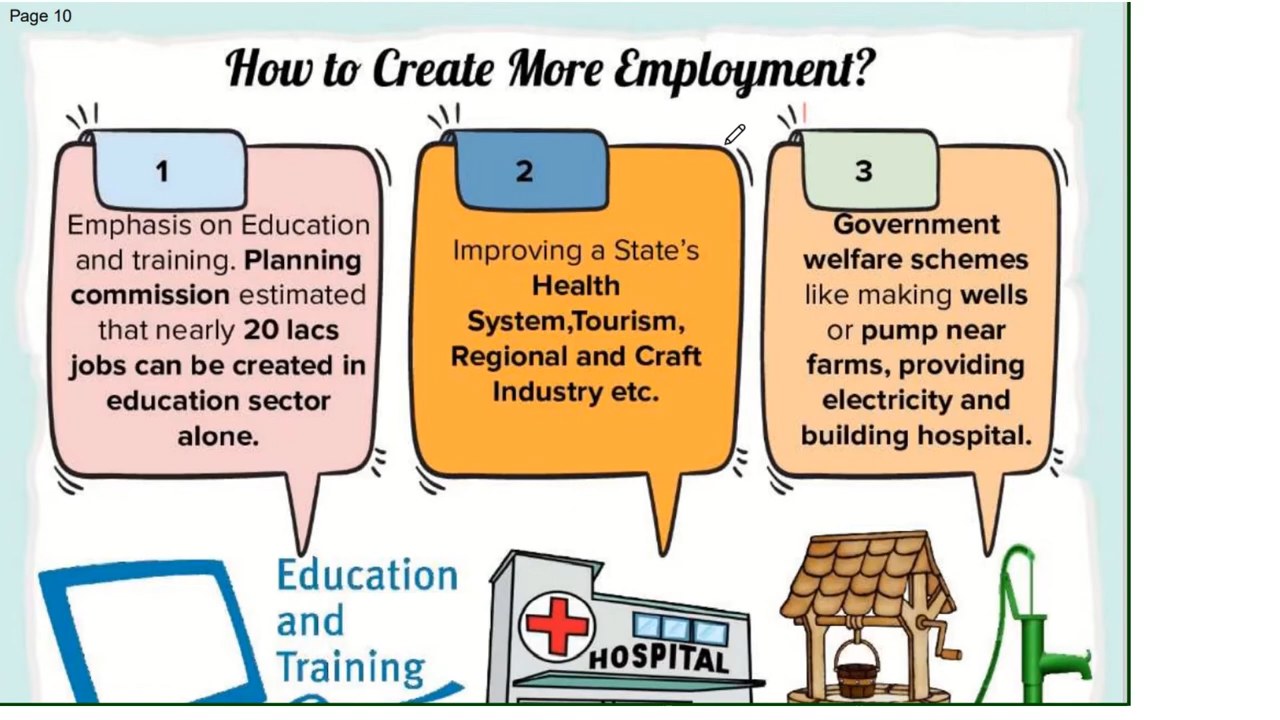 Page 10
How to Create More Employment?
1
Emphasis on Education
and training. Planning
commission estimated
that nearly 20 lacs
jobs can be created in
education sector
alone.
2
Improving a State's
Health
System,Tourism,
Regional and Craft
Industry etc.
3
Government
welfare schemes
like making wells
or pump near
farms, providing
electricity and
building hospital.
Education
and
Training
HOSPITAL